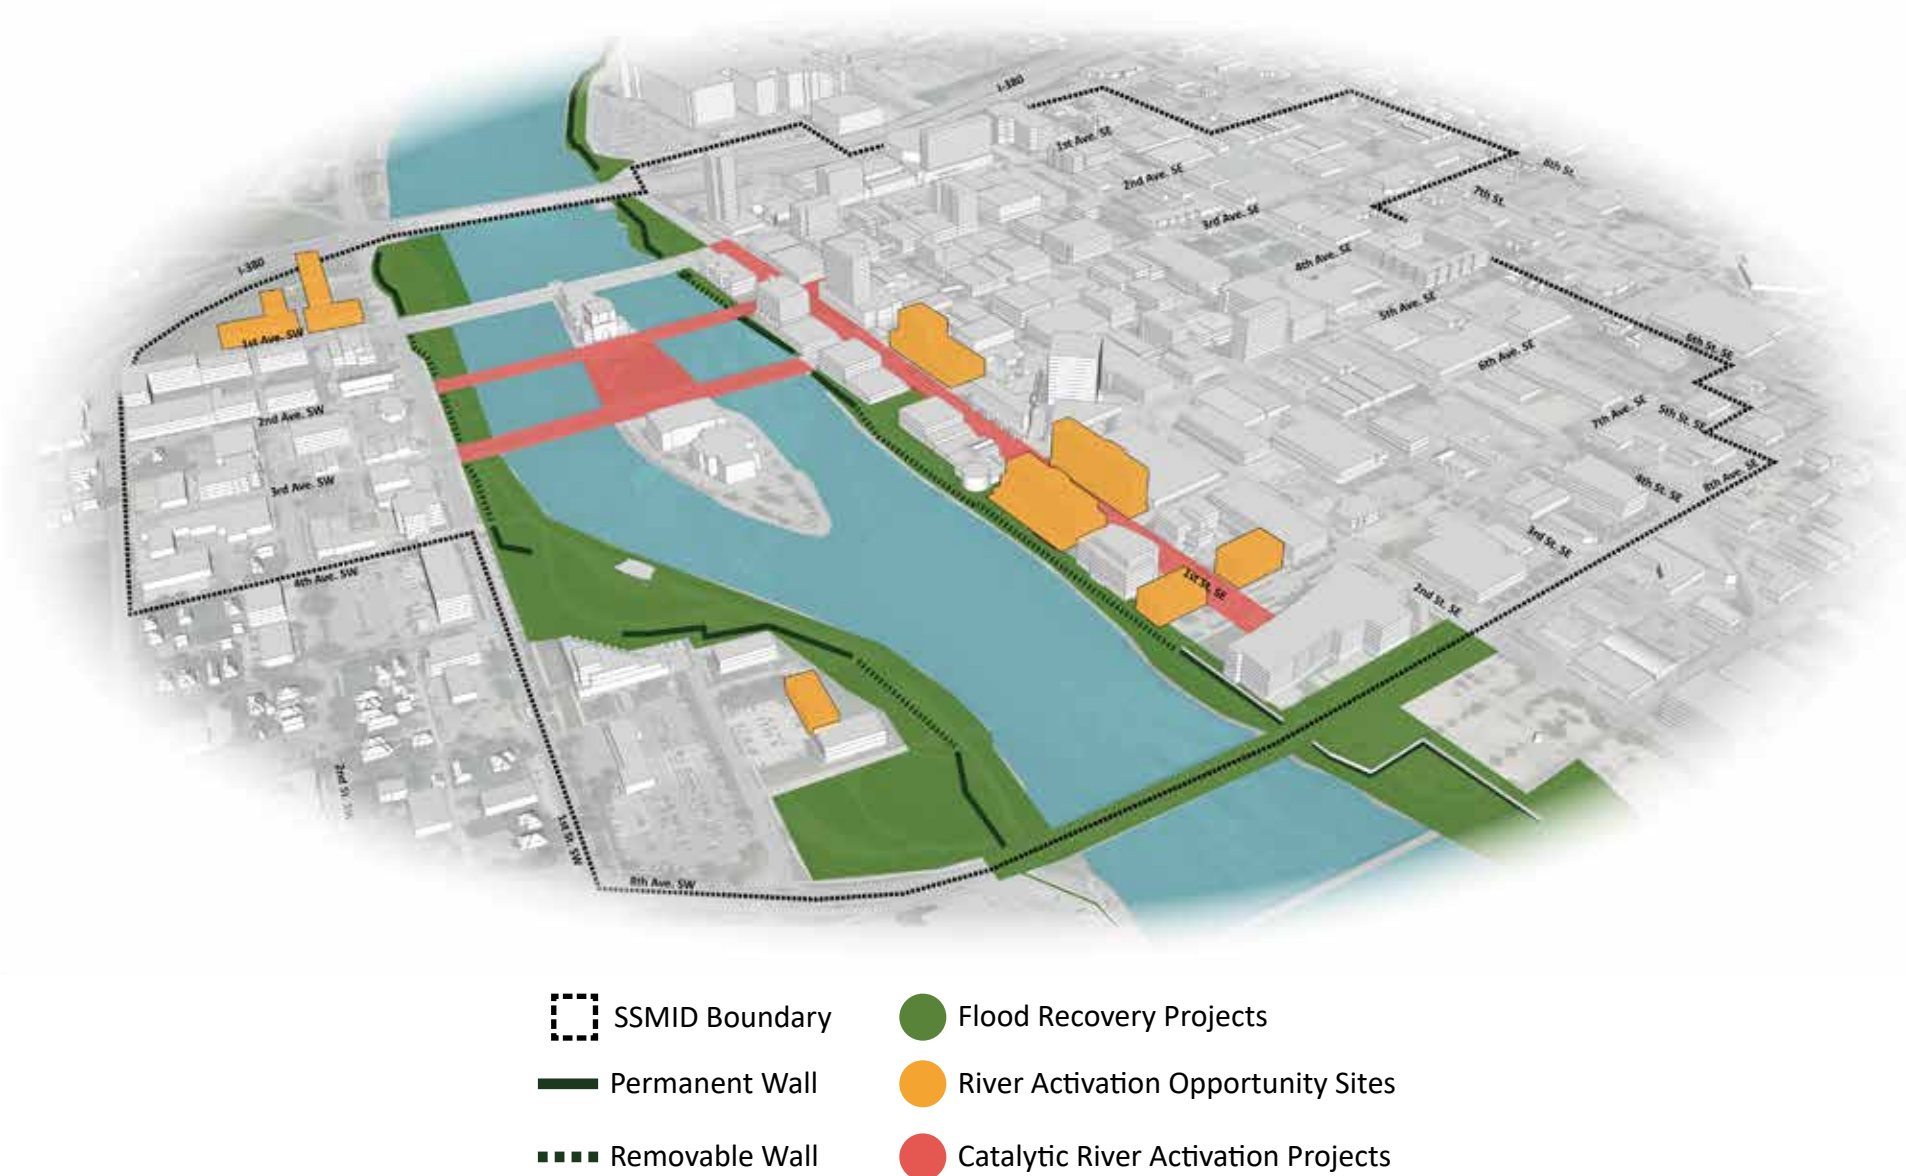 I-380
1st Ave. SE
2nd Ave. SE
3rd Ave. SE
4th Ave. SE
5th Ave. SE
6th Ave. SE
7th Ave. SE
8th Ave. SE
8th St.
7th St.
6th St. SE
5th St. SE
4th St. SE
3rd St. SE
2nd St. SE
1st St. SE
I-380
1st Ave. SW
2nd Ave. SW
3rd Ave. SW
4th Ave. SW
2nd St. SW
1st St. SW
8th Ave. SW
SSMID Boundary
Permanent Wall
Removable Wall
Flood Recovery Projects
River Activation Opportunity Sites
Catalytic River Activation Projects